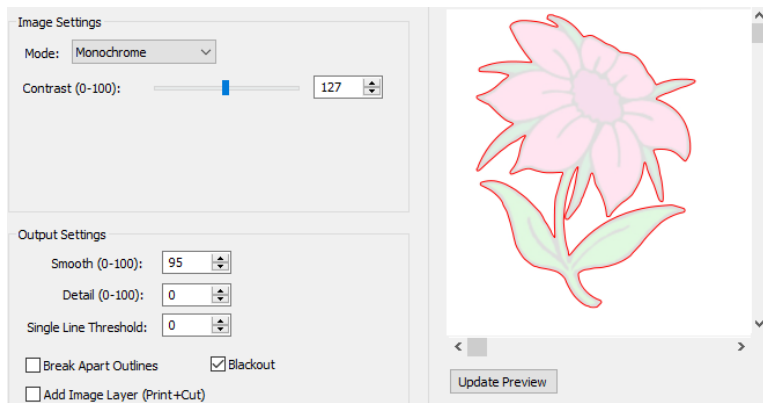 Image Settings
Mode: Monochrome
Contrast (0-100): 127
Output Settings
Smooth (0-100): 95
Detail (0-100): 0
Single Line Threshold: 0
Break Apart Outlines Blackout
Add Image Layer (Print+Cut)
Update Preview